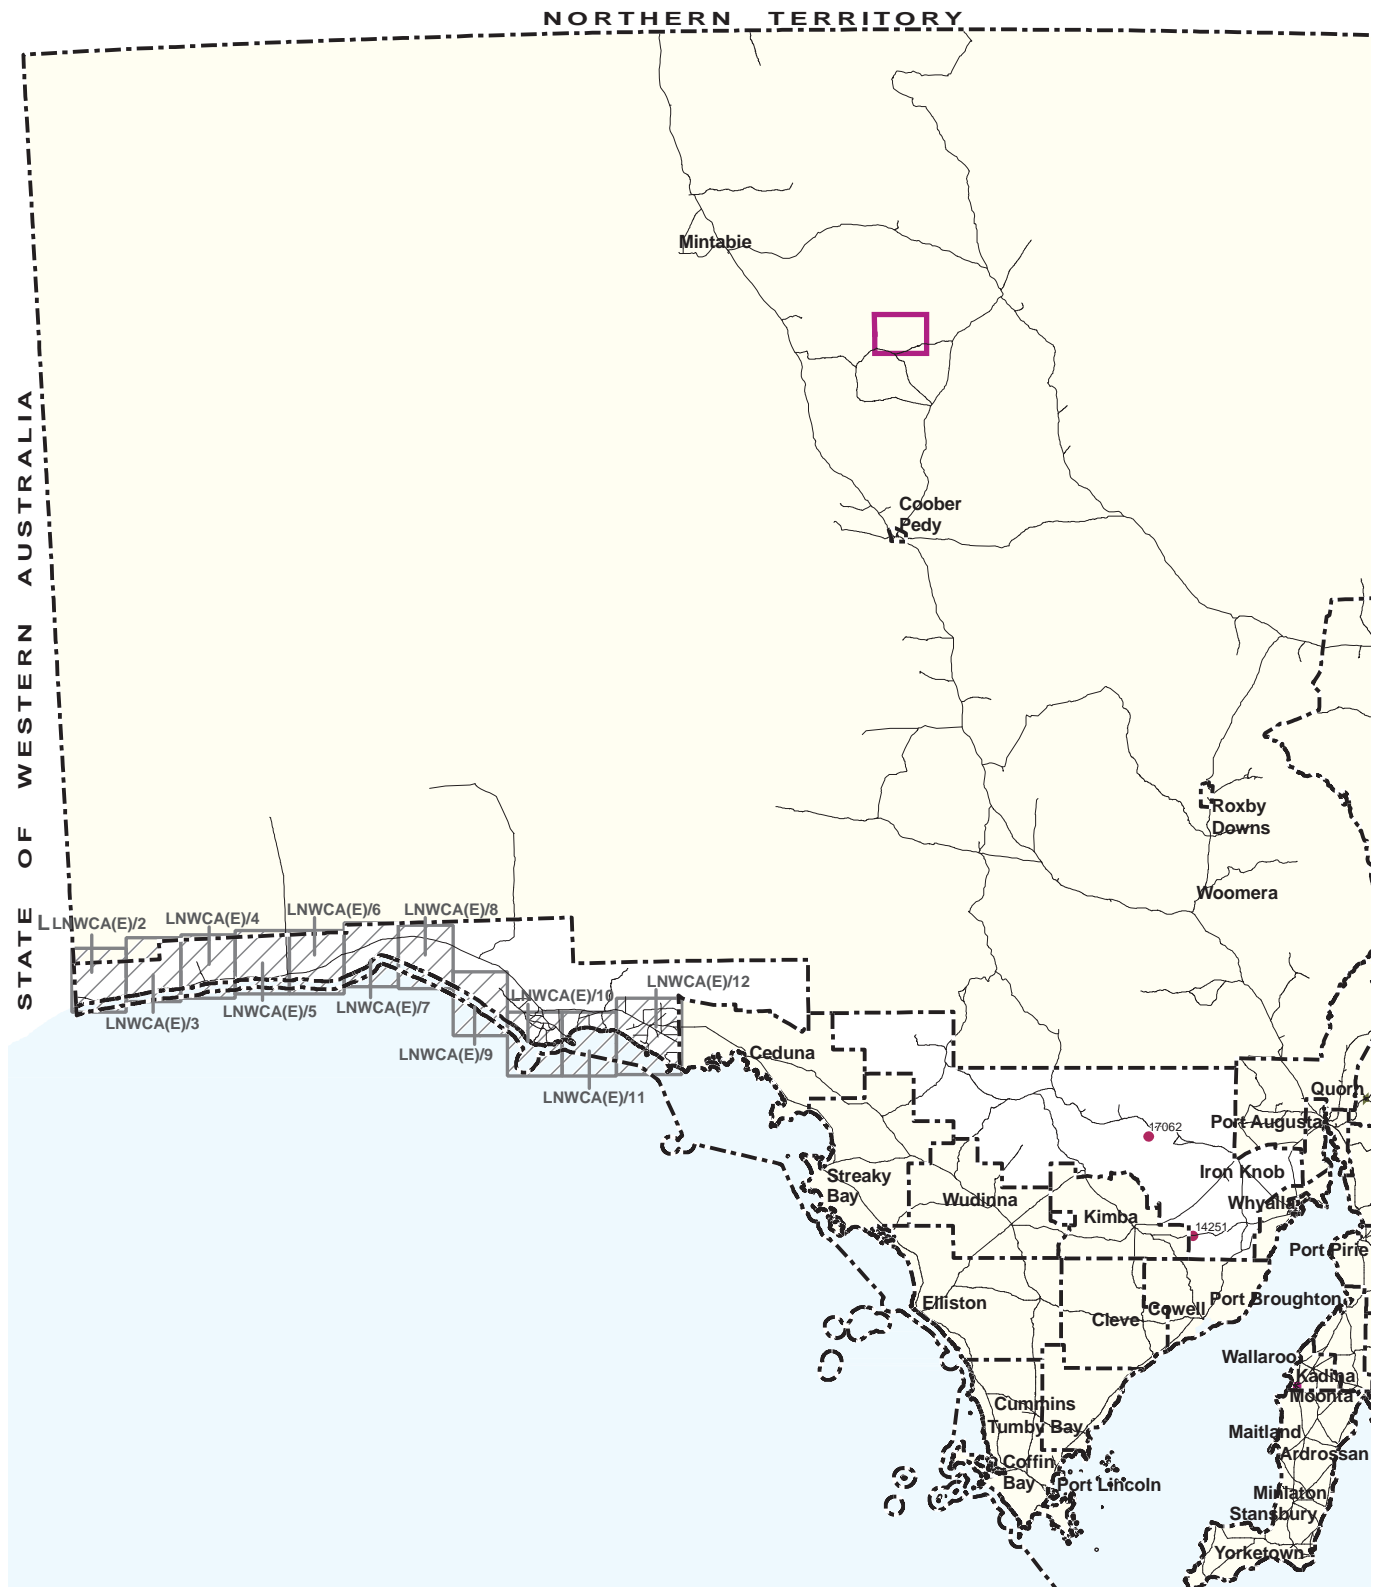 NORTHERN TERRITORY
STATE OF WESTERN AUSTRALIA
Mintabie
Coober
Pedy
Roxby
Downs
Woomera
L
LNWCA(E)/2
LNWCA(E)/4
LNWCA(E)/6
LNWCA(E)/8
LNWCA(E)/10
LNWCA(E)/12
LNWCA(E)/3
LNWCA(E)/5
LNWCA(E)/7
LNWCA(E)/9
LNWCA(E)/11
Ceduna
Quorn
Port Augusta
17062
Iron Knob
Streaky
Bay
Wudinna
Whyalla
Kimba
14251
Port Pirie
Elliston
Cleve
Cowell
Port Broughton
Wallaroo
Kadina
Moonta
Cummins
Tumby Bay
Maitland
Ardrossan
Coffin
Bay
Port Lincoln
Minlaton
Stansbury
Yorketown